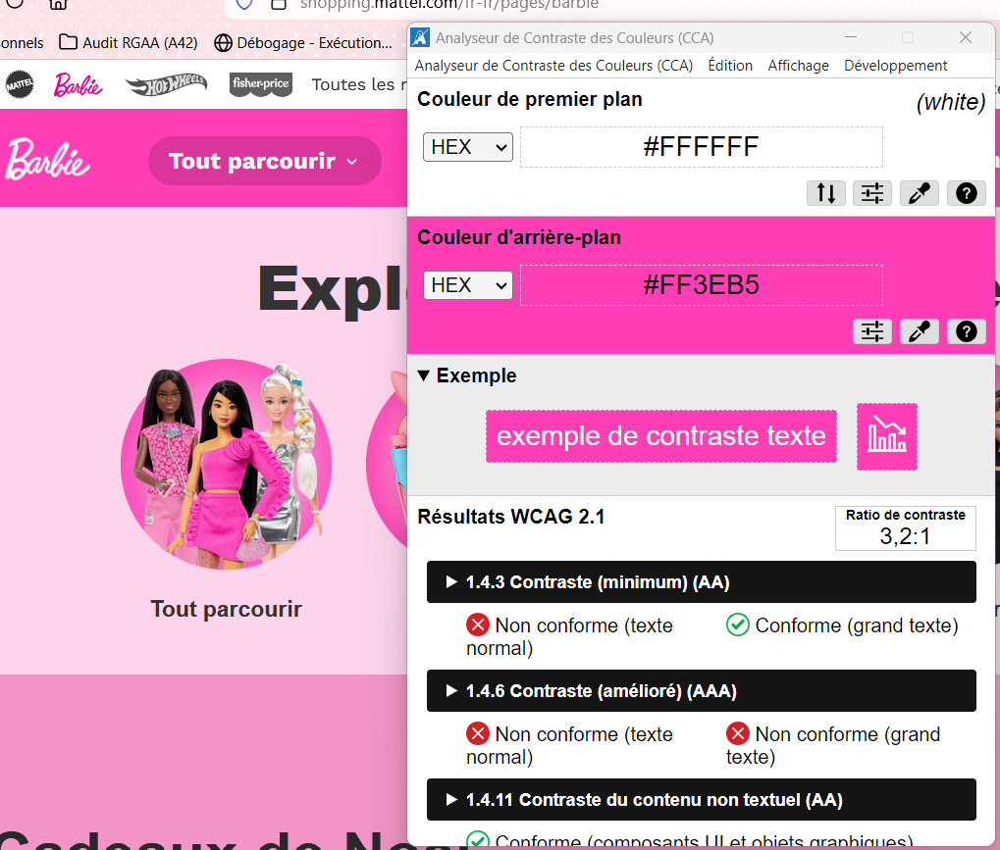 shopping.mattel.com/fr-fr/pages/barbie
onnels Audit RGAA (A42) Débogage - Exécution...
MATTEL Barbie HOT WHEELS fisher-price Toutes les
Barbie Tout parcourir
Expl
Tout parcourir
Cadeaux de Noë
Analyseur de Contraste des Couleurs (CCA)
Analyseur de Contraste des Couleurs (CCA) Édition Affichage Développement
Couleur de premier plan (white)
HEX #FFFFFF
Couleur d'arrière-plan
HEX #FF3EB5
Exemple
exemple de contraste texte
Résultats WCAG 2.1
Ratio de contraste
3,2:1
1.4.3 Contraste (minimum) (AA)
Non conforme (texte normal) Conforme (grand texte)
1.4.6 Contraste (amélioré) (AAA)
Non conforme (texte normal) Non conforme (grand texte)
1.4.11 Contraste du contenu non textuel (AA)
Conforme (composants UI et objets graphiques)